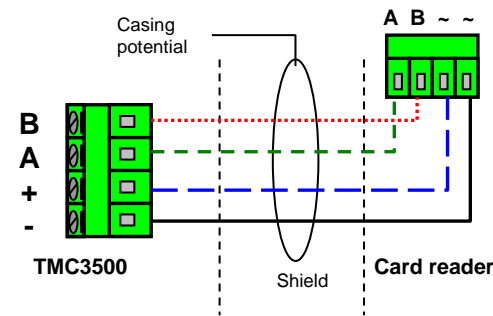 Casing
potential
A B ~ ~
B
A
+
-
TMC3500
Shield
Card reader